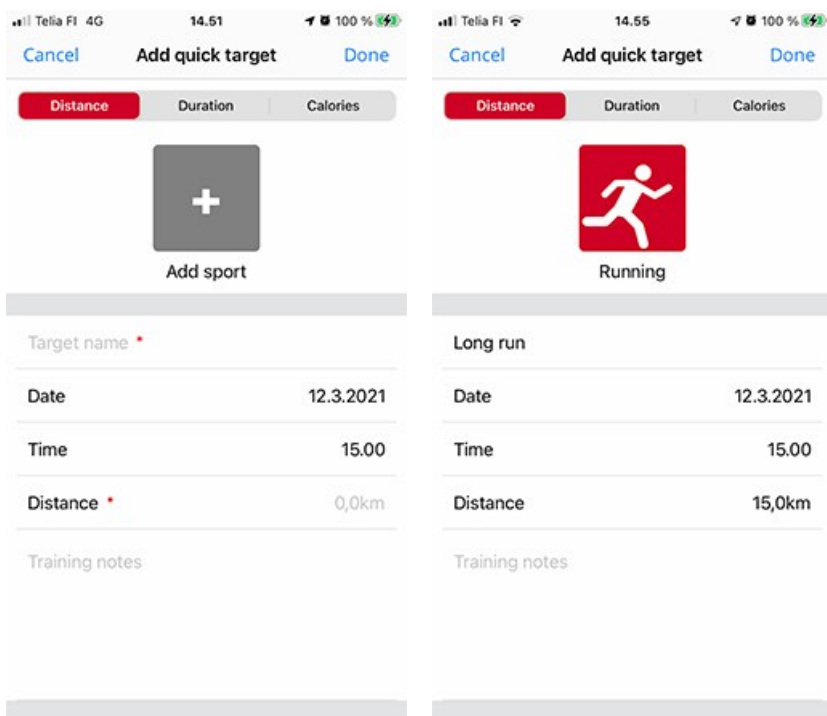 Telia FI 4G 14.51 100 %
Cancel Add quick target Done
Distance Duration Calories
+
Add sport
Target name *
Date 12.3.2021
Time 15.00
Distance * 0,0km
Training notes
Telia FI 14.55 100 %
Cancel Add quick target Done
Distance Duration Calories
Running
Long run
Date 12.3.2021
Time 15.00
Distance 15,0km
Training notes